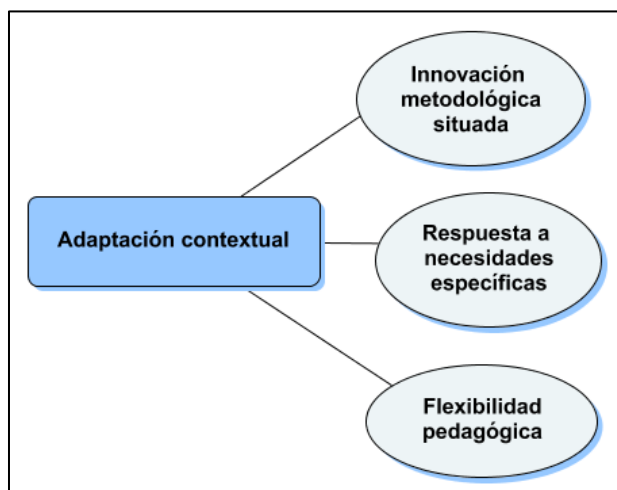 Innovación
metodológica
situada
Adaptación contextual
Respuesta a
necesidades
específicas
Flexibilidad
pedagógica